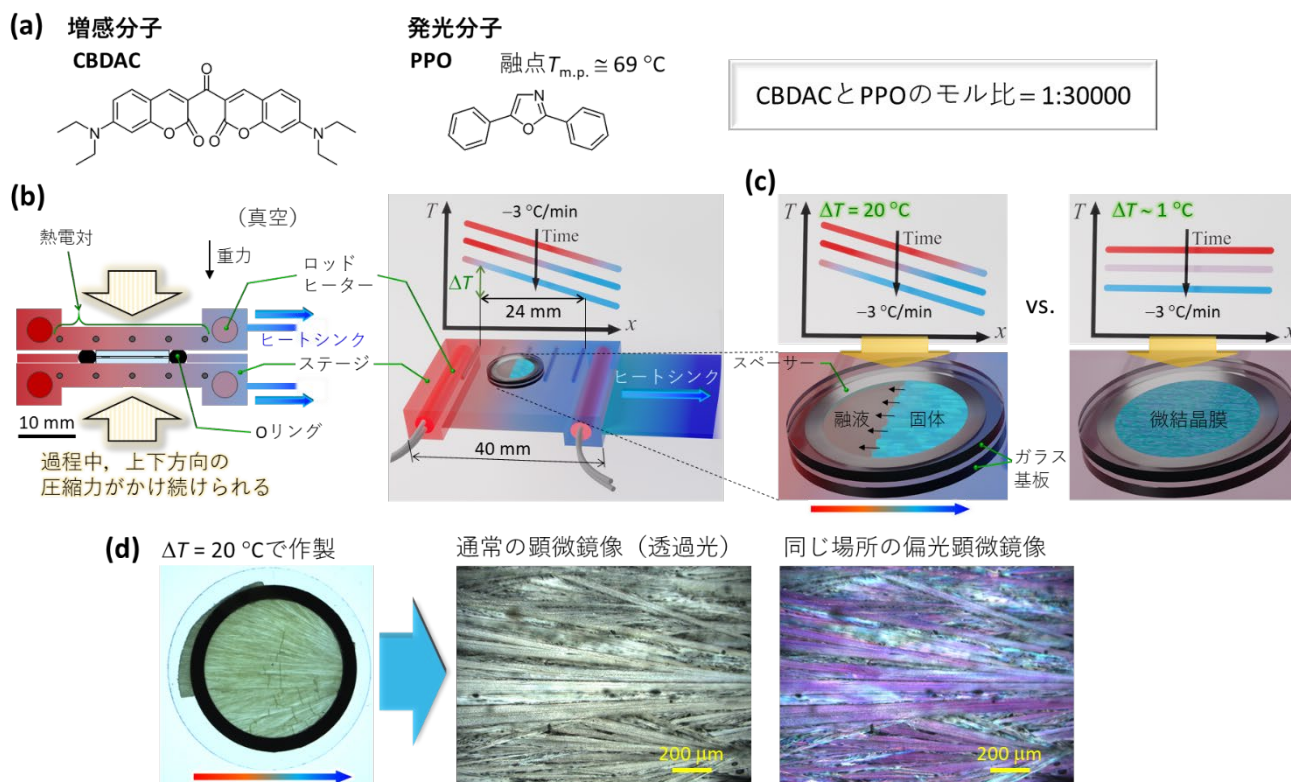 (a)
増感分子
CBDAC
N
O
O
O
O
O
N
発光分子
PPO
融点T m.p. ≅ 69 °C
N
O
CBDACとPPOのモル比= 1:30000
(b)
(真空)
熱電対
重力
ロッド
ヒーター
ヒートシンク
ステージ
10 mm
Oリング
過程中,上下方向の
圧縮力がかけ続けられる
T
−3 °C/min
Time
ΔT
24 mm
x
ヒートシンク
40 mm
(c)
T
ΔT = 20 °C
Time
−3 °C/min
x
vs.
T
ΔT ~ 1 °C
Time
−3 °C/min
x
スペーサー
融液
固体
微結晶膜
ガラス
基板
(d)
ΔT = 20 °Cで作製
通常の顕微鏡像(透過光)
200 μm
同じ場所の偏光顕微鏡像
200 μm